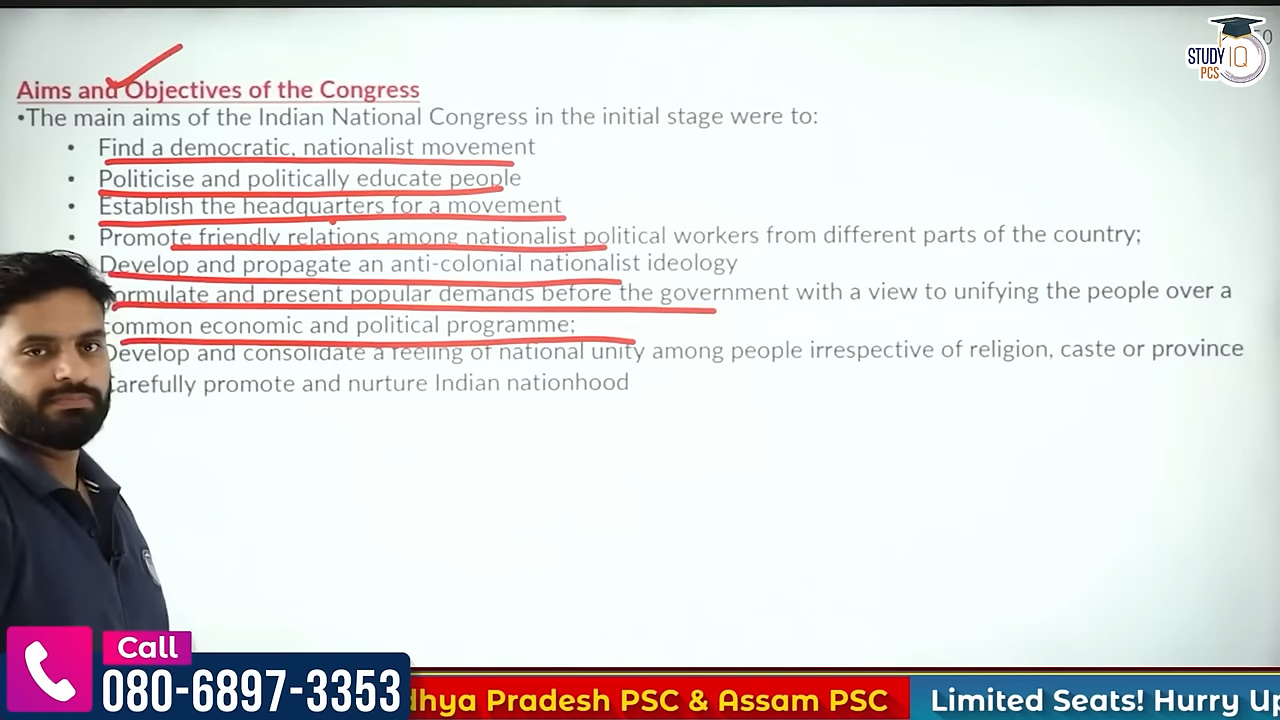 STUDY IQ
PCS
Aims and Objectives of the Congress
•The main aims of the Indian National Congress in the initial stage were to:
• Find a democratic, nationalist movement
• Politicise and politically educate people
• Establish the headquarters for a movement
• Promote friendly relations among nationalist political workers from different parts of the country;
Develop and propagate an anti-colonial nationalist ideology
ormulate and present popular demands before the government with a view to unifying the people over a
common economic and political programme;
Develop and consolidate a feeling of national unity among people irrespective of religion, caste or province
Carefully promote and nurture Indian nationhood
Call
080-6897-3353
dhya Pradesh PSC & Assam PSC
Limited Seats! Hurry Up